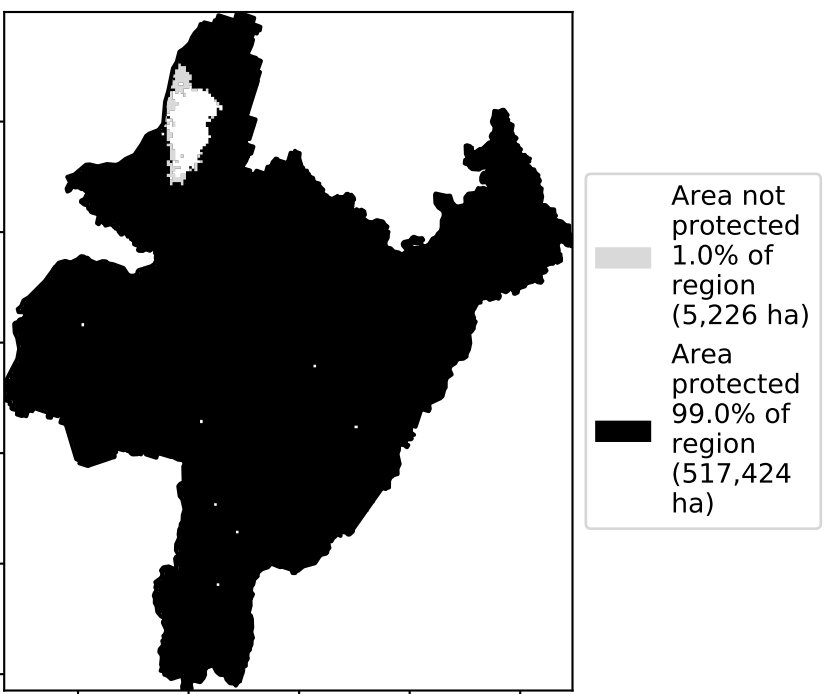 Area not
protected
1.0% of
region
(5,226 ha)
Area
protected
99.0% of
region
(517,424
ha)